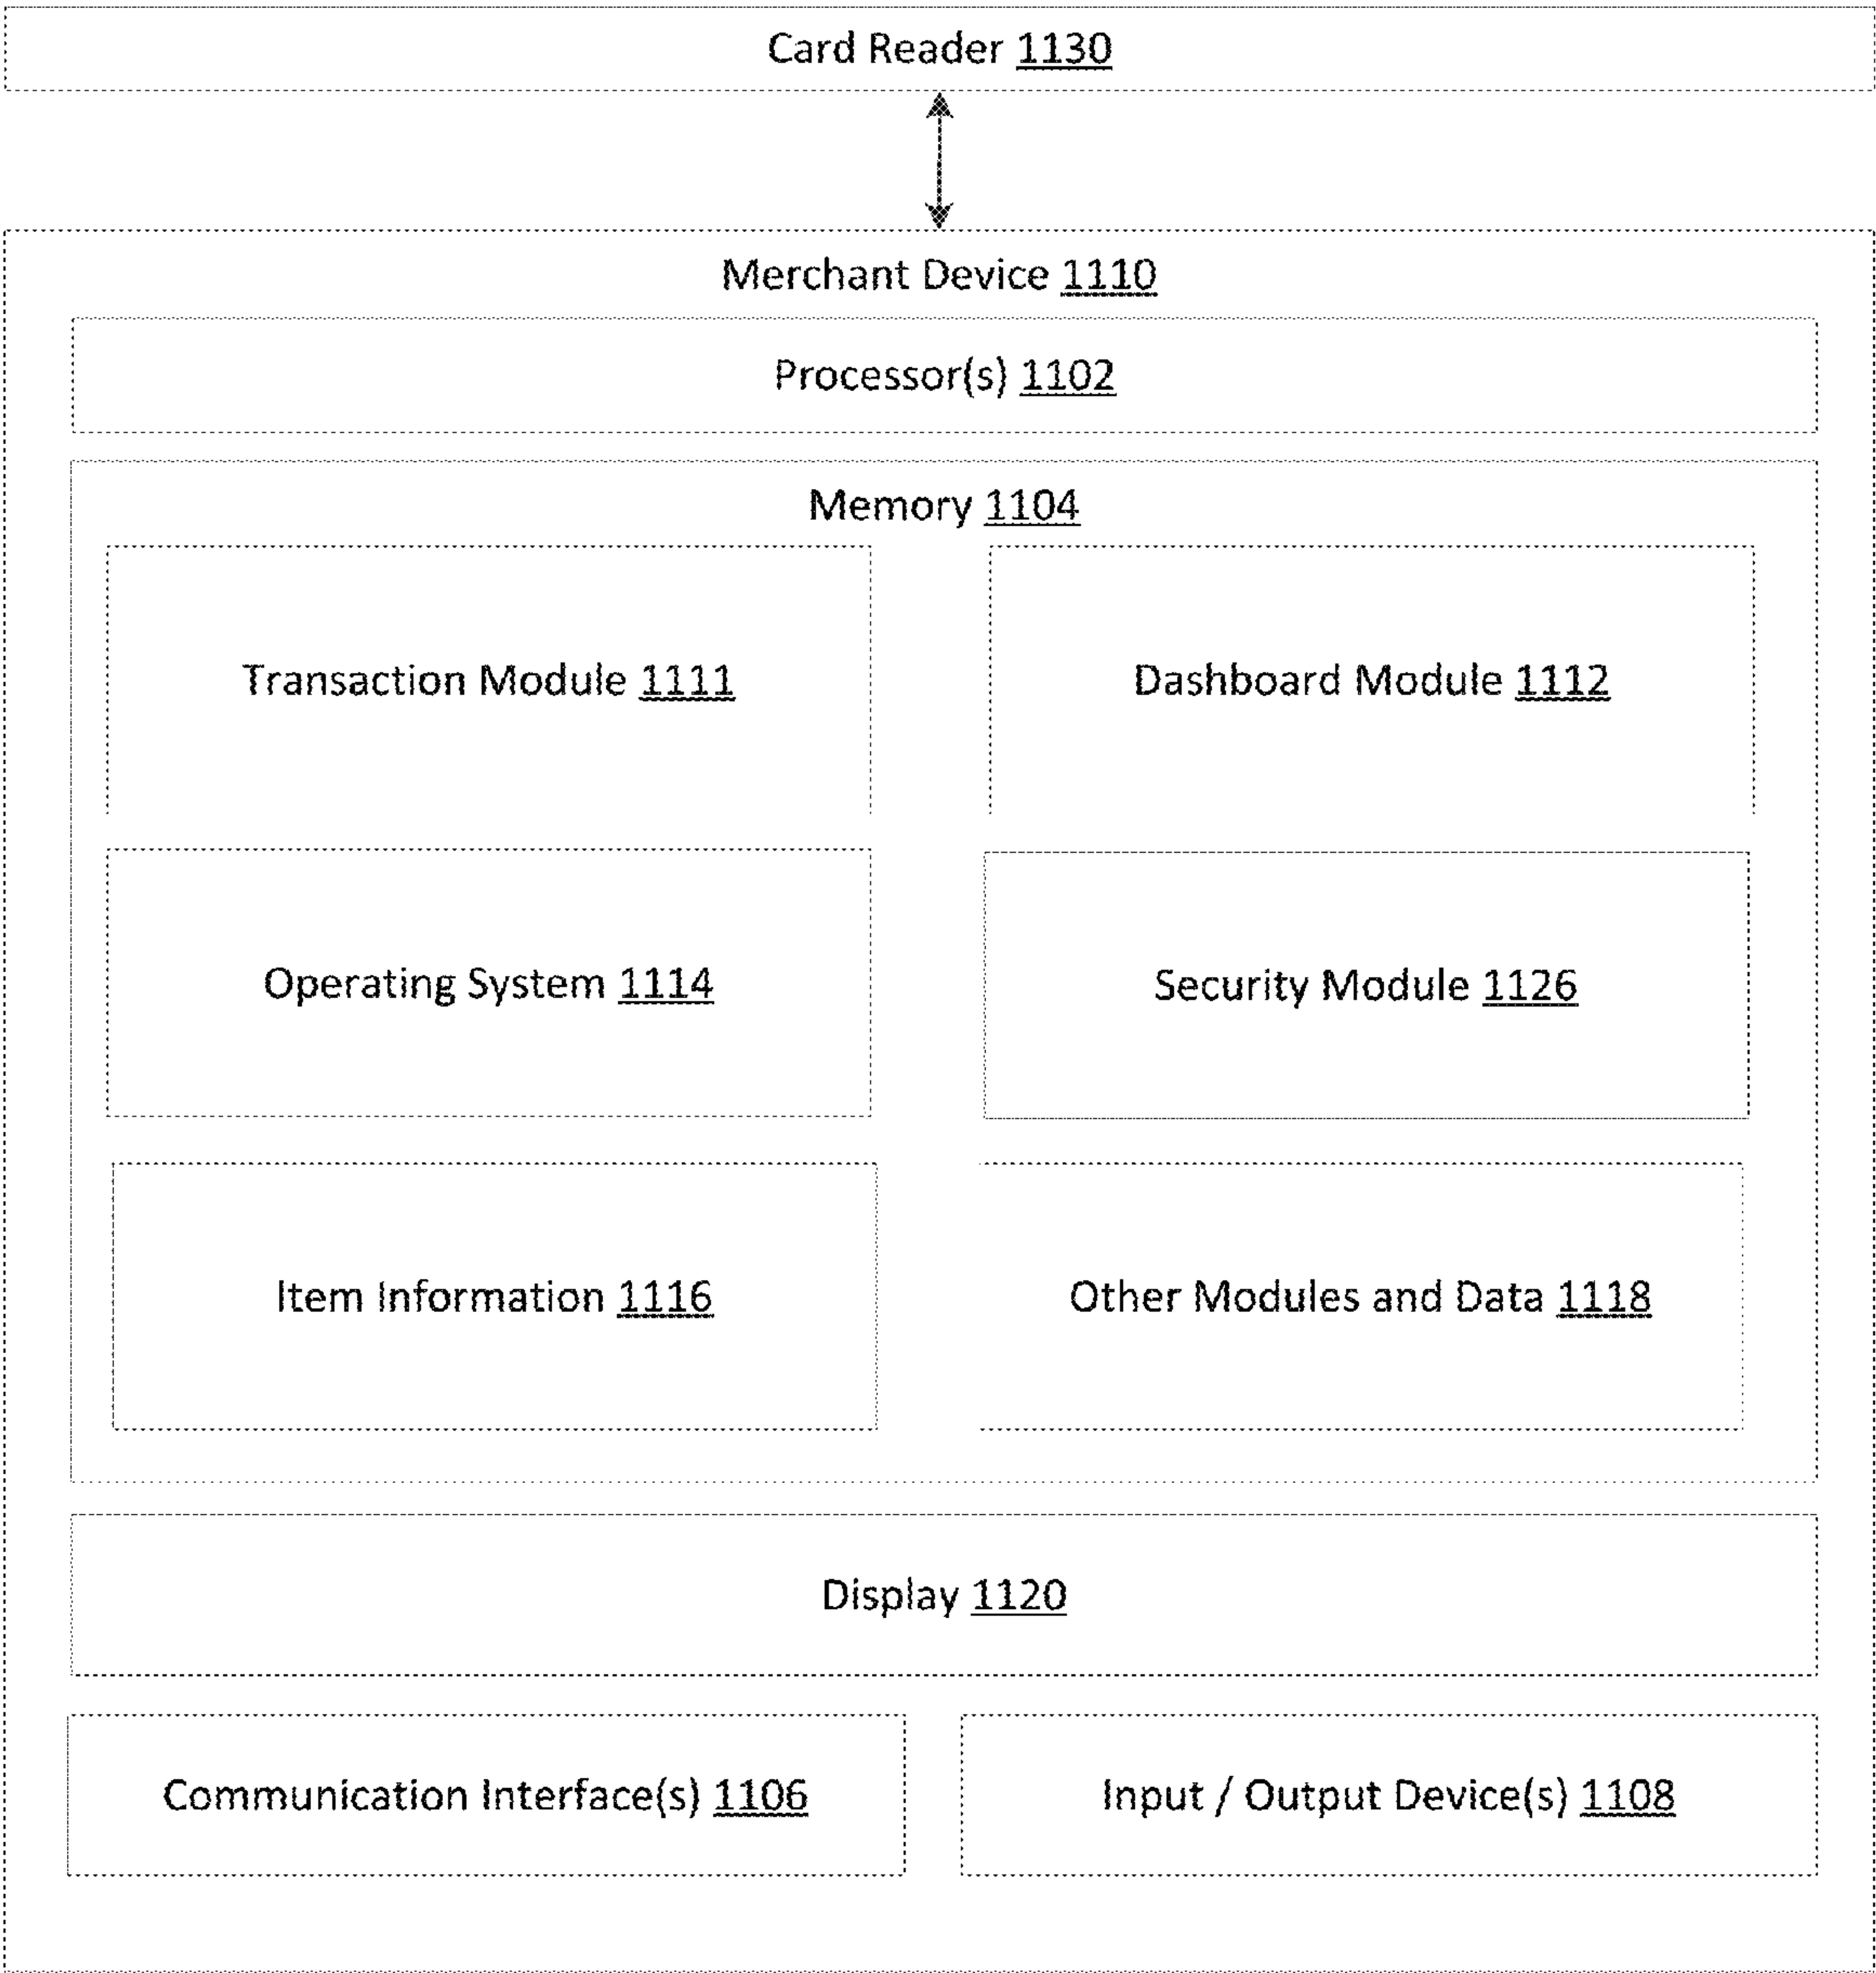 Card Reader 1130
Merchant Device 1110
Processor(s) 1102
Memory 1104
Transaction Module 1111
Dashboard Module 1112
Operating System 1114
Security Module 1126
Item Information 1116
Other Modules and Data 1118
Display 1120
Communication Interface(s) 1106
Input / Output Device(s) 1108